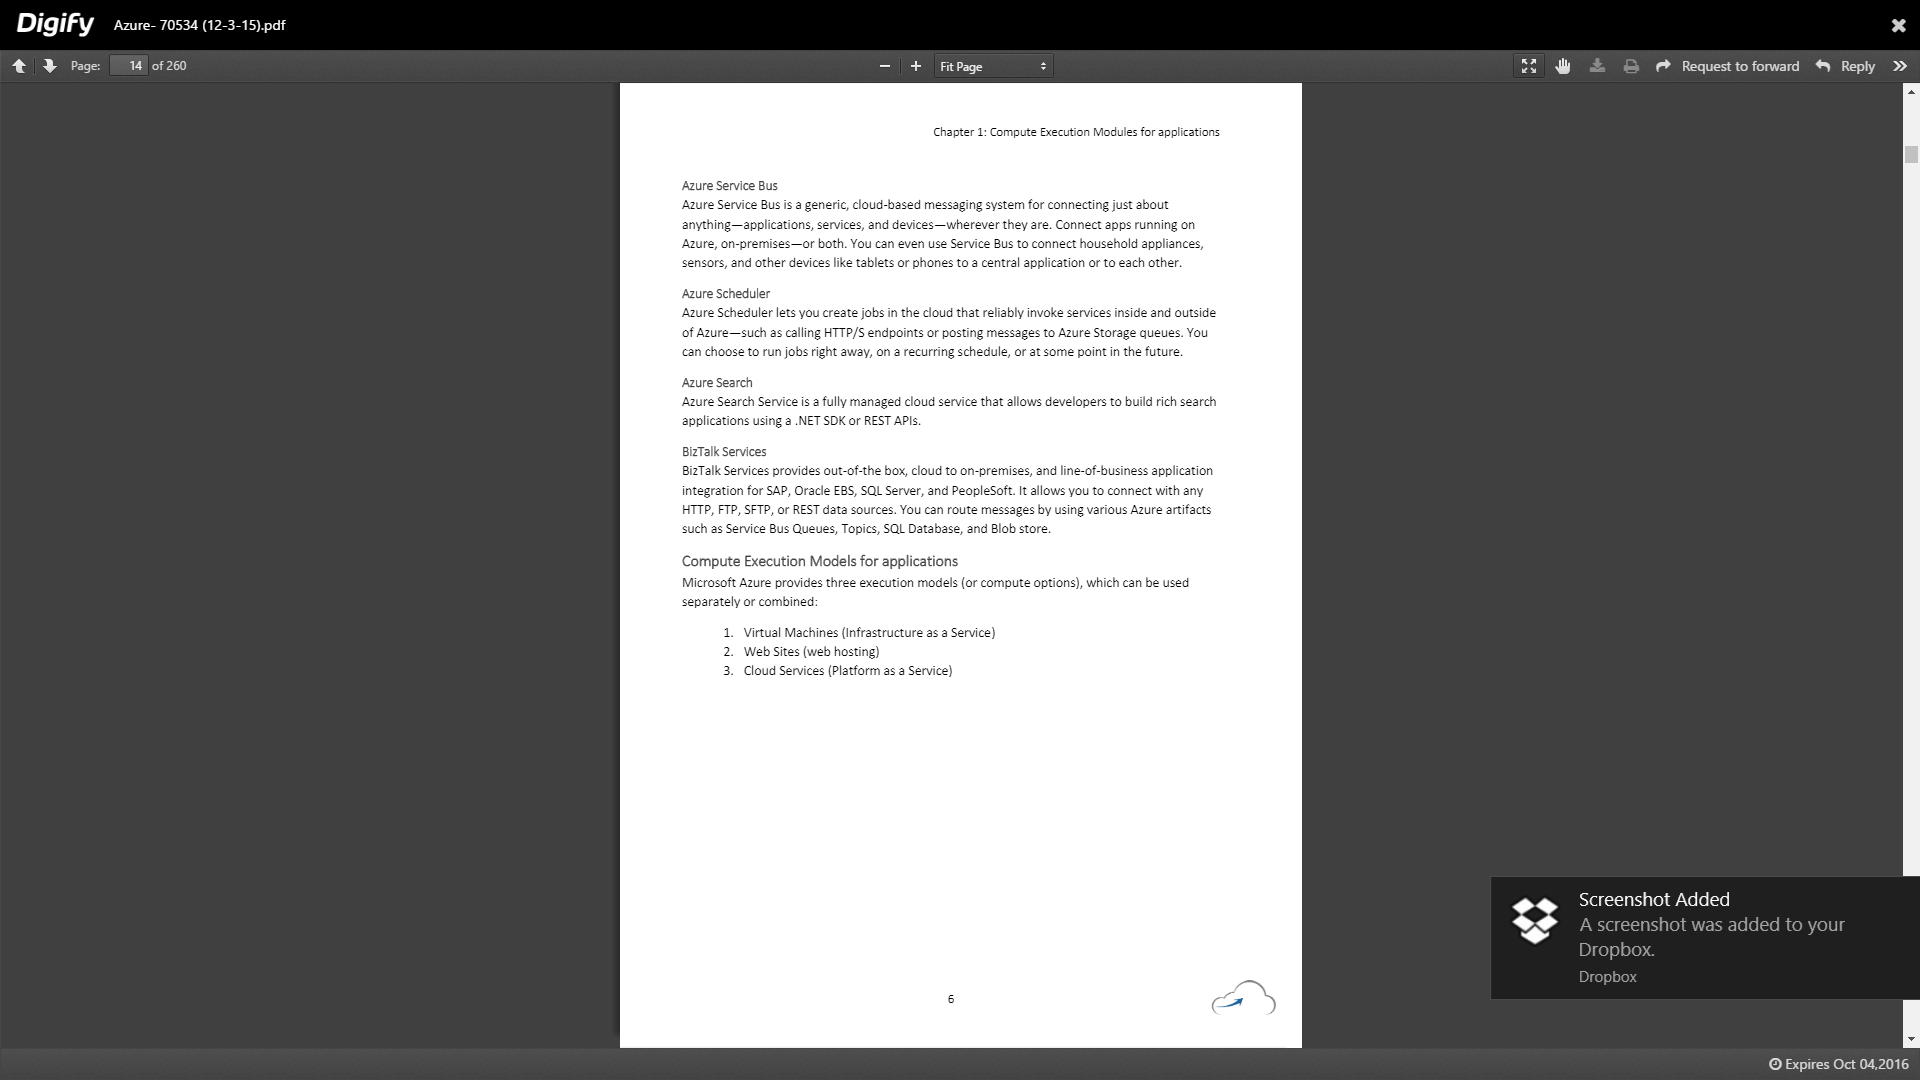 Digify Azure- 70534 (12-3-15).pdf
Page: 14 of 260 Fit Page Request to forward Reply
Chapter 1: Compute Execution Modules for applications
Azure Service Bus
Azure Service Bus is a generic, cloud-based messaging system for connecting just about
anything—applications, services, and devices—wherever they are. Connect apps running on
Azure, on-premises—or both. You can even use Service Bus to connect household appliances,
sensors, and other devices like tablets or phones to a central application or to each other.
Azure Scheduler
Azure Scheduler lets you create jobs in the cloud that reliably invoke services inside and outside
of Azure—such as calling HTTP/S endpoints or posting messages to Azure Storage queues. You
can choose to run jobs right away, on a recurring schedule, or at some point in the future.
Azure Search
Azure Search Service is a fully managed cloud service that allows developers to build rich search
applications using a .NET SDK or REST APIs.
BizTalk Services
BizTalk Services provides out-of-the box, cloud to on-premises, and line-of-business application
integration for SAP, Oracle EBS, SQL Server, and PeopleSoft. It allows you to connect with any
HTTP, FTP, SFTP, or REST data sources. You can route messages by using various Azure artifacts
such as Service Bus Queues, Topics, SQL Database, and Blob store.
Compute Execution Models for applications
Microsoft Azure provides three execution models (or compute options), which can be used
separately or combined:
1. Virtual Machines (Infrastructure as a Service)
2. Web Sites (web hosting)
3. Cloud Services (Platform as a Service)
6
Screenshot Added
A screenshot was added to your
Dropbox.
Dropbox
Expires Oct 04,2016